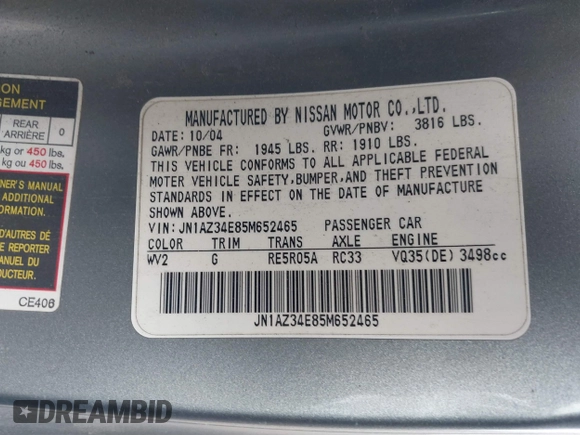 ON
GEMENT
REAR
ARRIÈRE
0
kg or 450 lbs.
kg ou 450 lbs.
NER'S MANUAL
ADDITIONAL
FORMATION.
D'AUTRES
DE REPORTER
MANUEL DU
DUCTEUR.
CE406
MANUFACTURED BY NISSAN MOTOR CO.,LTD.
DATE: 10/04 GVWR/PNBV: 3816 LBS.
GAWR/PNBE FR: 1945 LBS. RR: 1910 LBS.
THIS VEHICLE CONFORMS TO ALL APPLICABLE FEDERAL
MOTOR VEHICLE SAFETY,BUMPER,AND THEFT PREVENTION
STANDARDS IN EFFECT ON THE DATE OF MANUFACTURE
SHOWN ABOVE.
VIN: JN1AZ34E85M652465 PASSENGER CAR
COLOR TRIM TRANS AXLE ENGINE
WV2 G RE5R05A RC33 VQ35(DE) 3498cc
JN1AZ34E85M652465
DREAMBID